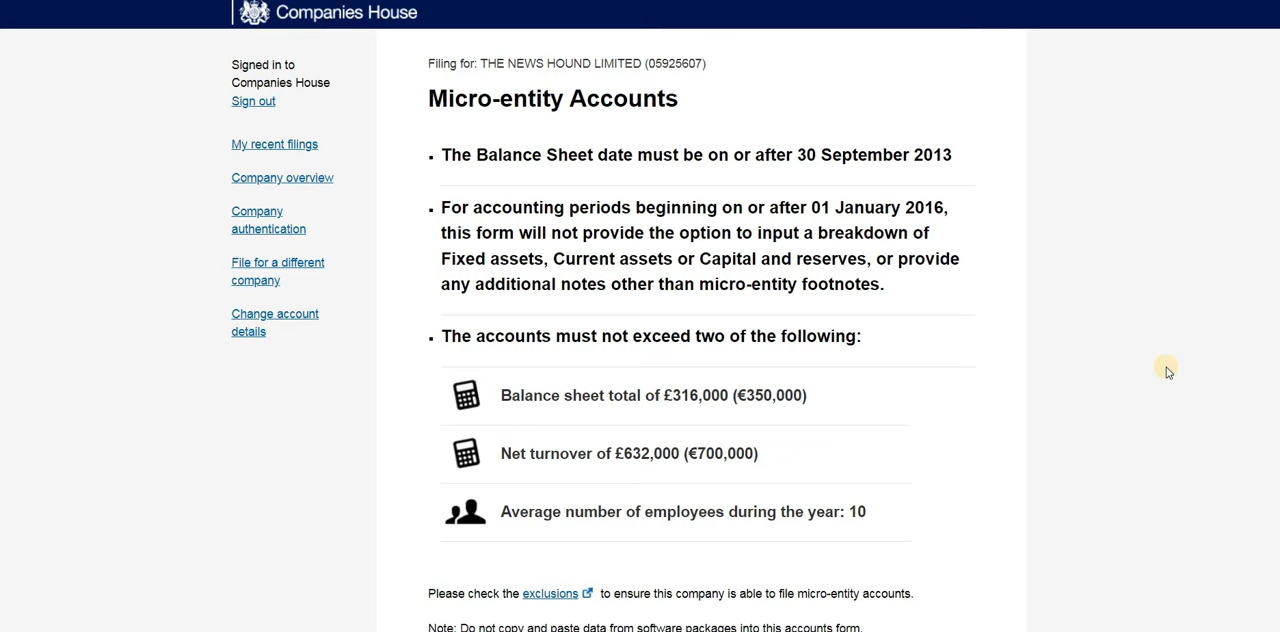 Companies House
Signed in to
Companies House
Sign out
My recent filings
Company overview
Company
authentication
File for a different
company
Change account
details
Filing for: THE NEWS HOUND LIMITED (05925607)
Micro-entity Accounts
The Balance Sheet date must be on or after 30 September 2013
For accounting periods beginning on or after 01 January 2016,
this form will not provide the option to input a breakdown of
Fixed assets, Current assets or Capital and reserves, or provide
any additional notes other than micro-entity footnotes.
The accounts must not exceed two of the following:
Balance sheet total of £316,000 (€350,000)
Net turnover of £632,000 (€700,000)
Average number of employees during the year: 10
Please check the exclusions to ensure this company is able to file micro-entity accounts.
Note: Do not copy and paste data from software packages into this accounts form.